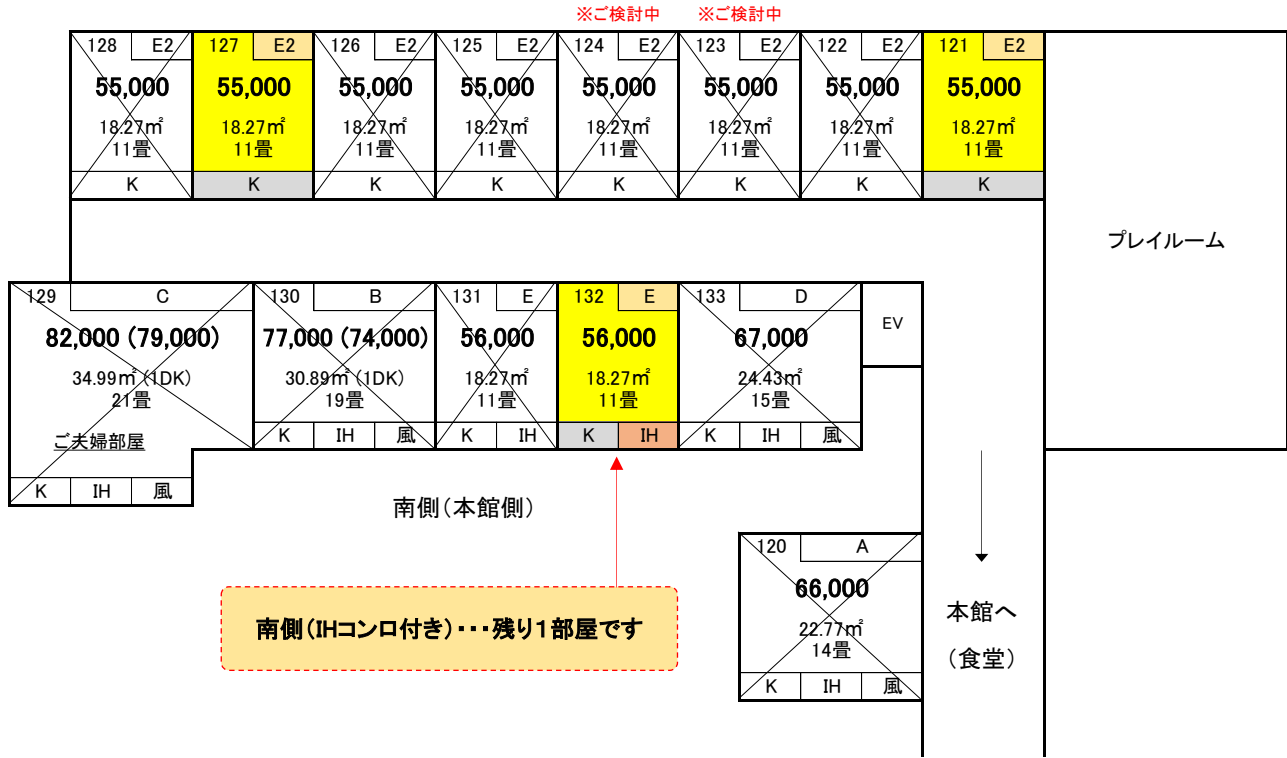 ※ご検討中 ※ご検討中
128 E2 127 E2 126 E2 125 E2 124 E2 123 E2 122 E2 121 E2
55,000 55,000 55,000 55,000 55,000 55,000 55,000 55,000
18.27㎡ 18.27㎡ 18.27㎡ 18.27㎡ 18.27㎡ 18.27㎡ 18.27㎡ 18.27㎡
11畳 11畳 11畳 11畳 11畳 11畳 11畳 11畳
K K K K K K K K
プレイルーム
129 C 130 B 131 E 132 E 133 D
EV
82,000 (79,000) 77,000 (74,000) 56,000 56,000 67,000
34.99㎡ (1DK) 30.89㎡ (1DK) 18.27㎡ 18.27㎡ 24.43㎡
21畳 19畳 11畳 11畳 15畳
ご夫婦部屋 K IH 風 K IH K IH K IH 風
K IH 風
南側(本館側)
120 A
66,000
22.77㎡
14畳
K IH 風
南側(IHコンロ付き)・・・残り1部屋です
本館へ
(食堂)